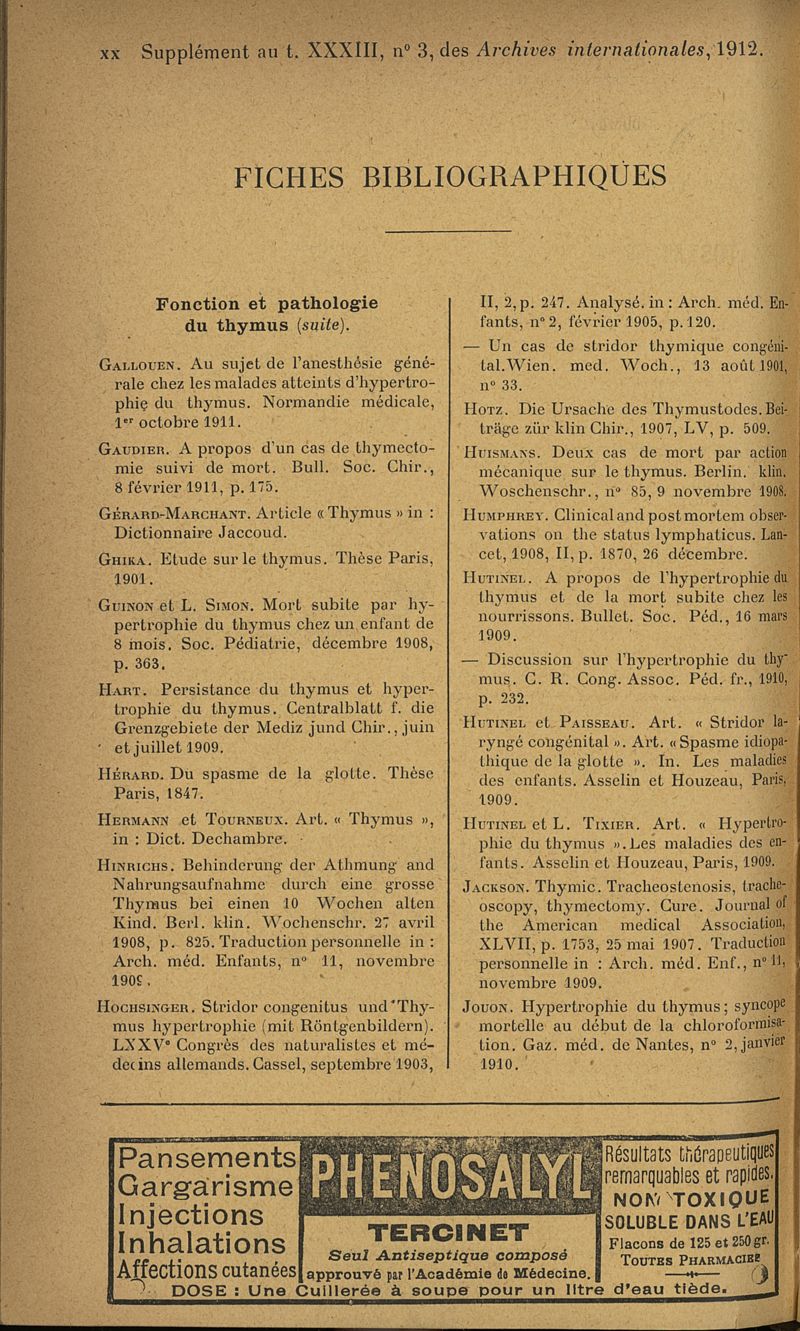 xx Supplément au t. XXXIII, n° 3, des Archives internationales, 1912.
FICHES BIBLIOGRAPHIQUES
Fonction et pathologie
du thymus (suite).
GALLOUEN. Au sujet de l'anesthésie géné-
rale chez les malades atteints d'hypertro-
phie du thymus. Normandie médicale,
1er octobre 1911.
GAUDIER. A propos d'un cas de thymecto-
mie suivi de mort. Bull. Soc. Chir.,
8 février 1911, p. 175.
GÉRARD-MARCHANT. Article « Thymus » in :
Dictionnaire Jaccoud.
GHIKA. Etude sur le thymus. Thèse Paris,
1901.
GUINON et L. SIMON. Mort subite par hy-
pertrophie du thymus chez un enfant de
8 mois. Soc. Pédiatrie, décembre 1908,
p. 363.
HART. Persistance du thymus et hyper-
trophie du thymus. Centralblatt f. die
Grenzgebiete der Mediz jund Chir., juin
et juillet 1909.
HÉRARD. Du spasme de la glotte. Thèse
Paris, 1847.
HERMANN et TOURNEUX. Art. « Thymus »,
in : Dict. Dechambre.
HINRICHS. Behinderung der Athmung and
Nahrungsaufnahme durch eine grosse
Thymus bei einen 10 Wochen alten
Kind. Berl. klin. Wochenschr. 27 avril
1908, p. 825. Traduction personnelle in :
Arch. méd. Enfants, n° 11, novembre
1909.
HOCHSINGER. Stridor congenitus und Thy-
mus hypertrophie (mit Röntgenbildern).
LXXVe Congrès des naturalistes et mé-
decins allemands. Cassel, septembre 1903,
II, 2, p. 247. Analysé. in : Arch. méd. En-
fants, n° 2, février 1905, p. 120.
— Un cas de stridor thymique congéni-
tal. Wien. med. Woch., 13 août 1901,
n° 33.
HOTZ. Die Ursache des Thymustodes. Bei-
träge zür klin Chir., 1907, LV, p. 509.
HUISMANS. Deux cas de mort par action
mécanique sur le thymus. Berlin. klin.
Woschenschr., n° 85, 9 novembre 1908.
HUMPHREY. Clinical and post mortem obser-
vations on the status lymphaticus. Lan-
cet, 1908, II, p. 1870, 26 décembre.
HUTINEL. A propos de l'hypertrophie du
thymus et de la mort subite chez les
nourrissons. Bullet. Soc. Péd., 16 mars
1909.
— Discussion sur l'hypertrophie du thy-
mus. C. R. Cong. Assoc. Péd. fr., 1910,
p. 232.
HUTINEL et PAISSEAU. Art. « Stridor la-
ryngé congénital ». Art. « Spasme idiopa-
thique de la glotte ». In. Les maladies
des enfants. Asselin et Houzeau, Paris,
1909.
HUTINEL et L. TIXIER. Art. « Hypertro-
phie du thymus ». Les maladies des en-
fants. Asselin et Houzeau, Paris, 1909.
JACKSON. Thymic. Tracheostenosis, trache-
oscopy, thymectomy. Cure. Journal of
the American medical Association,
XLVII, p. 1753, 25 mai 1907. Traduction
personnelle in : Arch. méd. Enf., n° 11,
novembre 1909.
JOUON. Hypertrophie du thymus; syncope
mortelle au début de la chloroformisa-
tion. Gaz. méd. de Nantes, n° 2, janvier
1910.
Pansements
Gargarisme
Injections
Inhalations
Affections cutanées
PHENOSALYL
TERCINET
Seul Antiseptique composé
approuvé par l'Académie de Médecine.
Résultats thérapeutiques
remarquables et rapides.
NON TOXIQUE
SOLUBLE DANS L'EAU
Flacons de 125 et 250 gr.
TOUTES PHARMACIES
DOSE : Une Cuillerée à soupe pour un litre d'eau tiède.